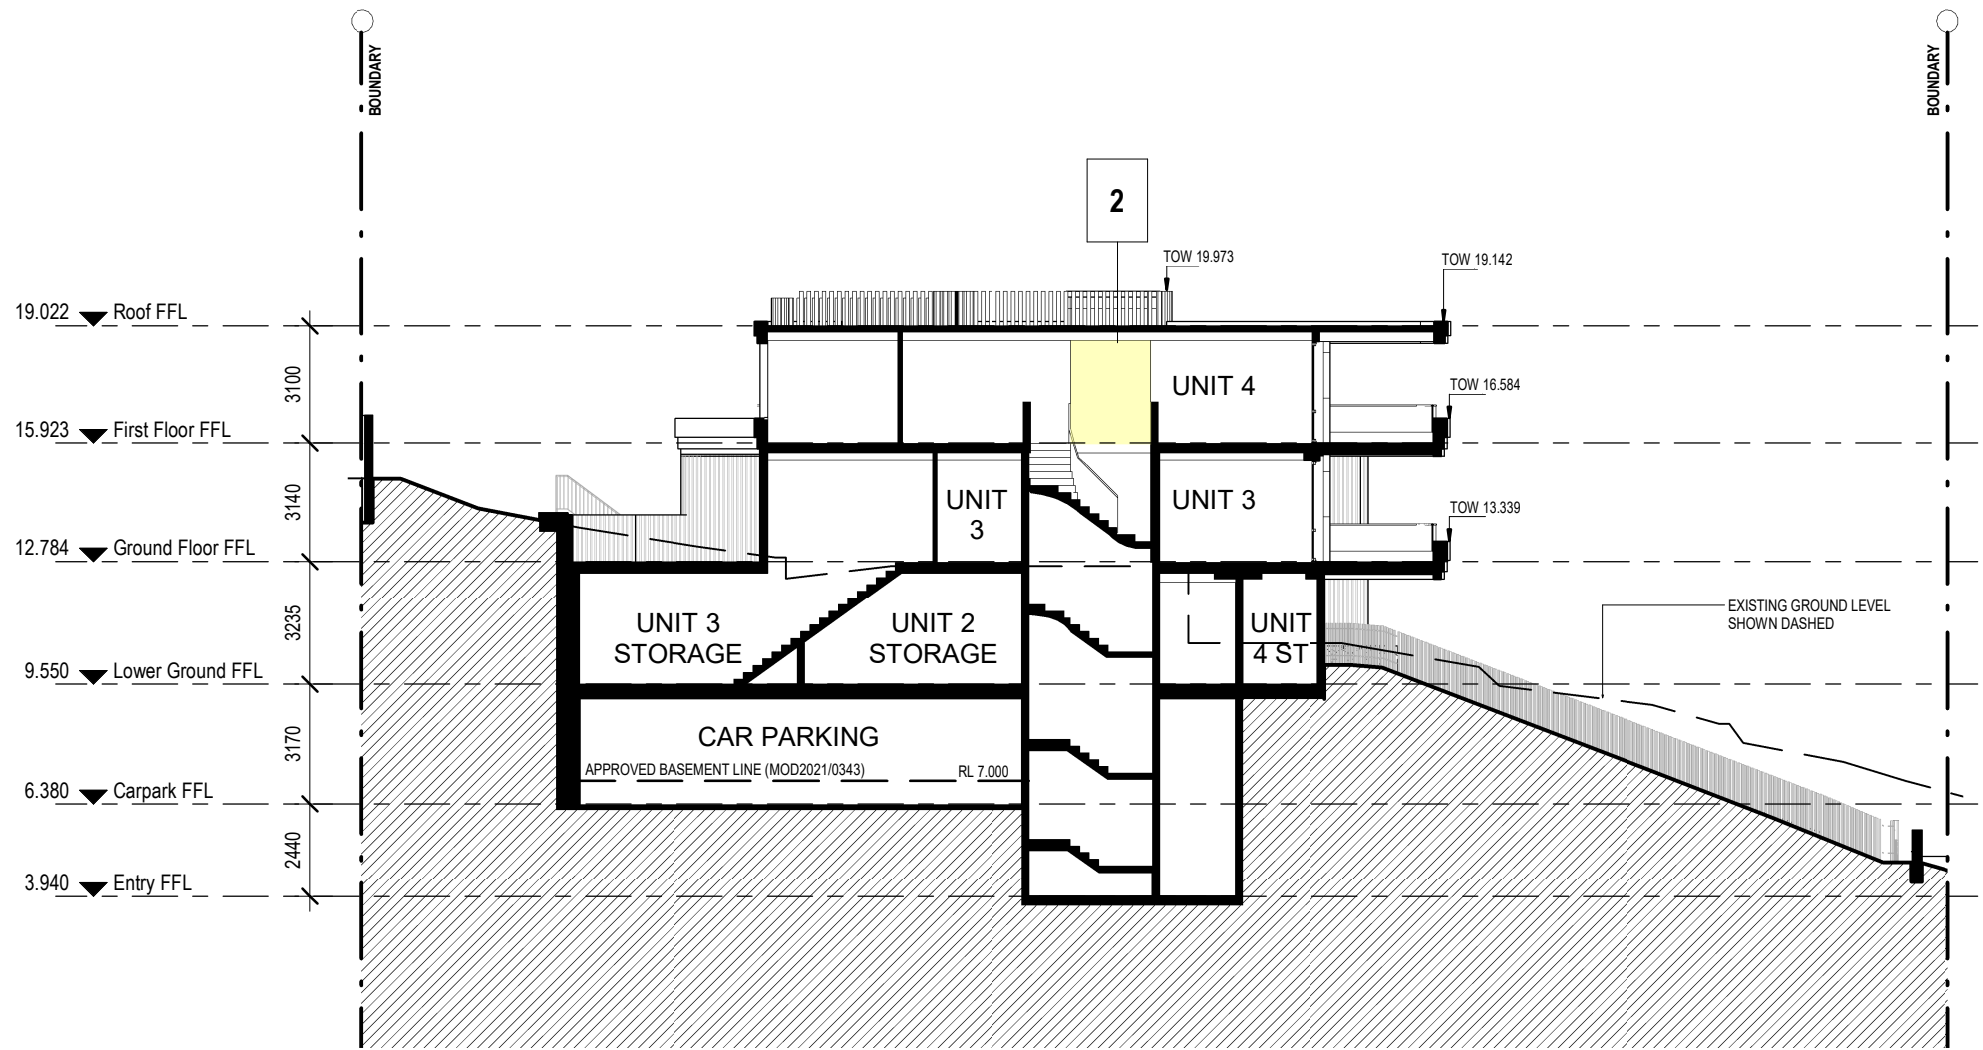 BOUNDARY
BOUNDARY
2
TOW 19.973
TOW 19.142
19.022 Roof FFL
3100
UNIT 4
TOW 16.584
15.923 First Floor FFL
3140
UNIT
3
UNIT 3
TOW 13.339
12.784 Ground Floor FFL
3235
UNIT 3
STORAGE
UNIT 2
STORAGE
UNIT
4 ST
EXISTING GROUND LEVEL
SHOWN DASHED
9.550 Lower Ground FFL
3170
CAR PARKING
APPROVED BASEMENT LINE (MOD2021/0343)
RL 7.000
6.380 Carpark FFL
2440
3.940 Entry FFL